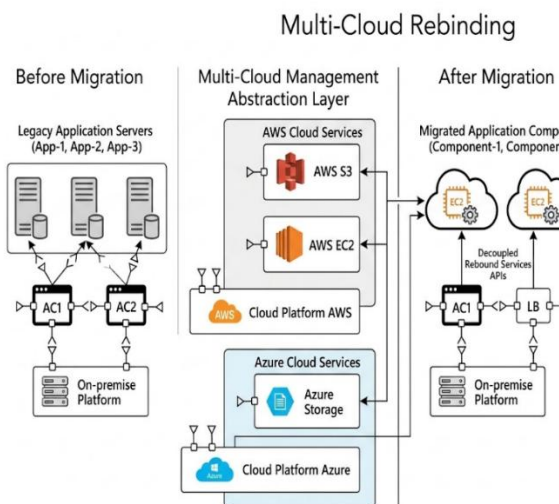 Multi-Cloud Rebinding
Before Migration
Legacy Application Servers
(App-1, App-2, App-3)
AC1
AC2
On-premise
Platform
Multi-Cloud Management
Abstraction Layer
AWS Cloud Services
AWS S3
AWS EC2
AWS
Cloud Platform AWS
Azure Cloud Services
Azure
Storage
Azure
Cloud Platform Azure
After Migration
Migrated Application Comp
(Component-1, Component
EC2
EC2
Decoupled
Rebound Services
APIs
AC1
LB
On-premise
Platform